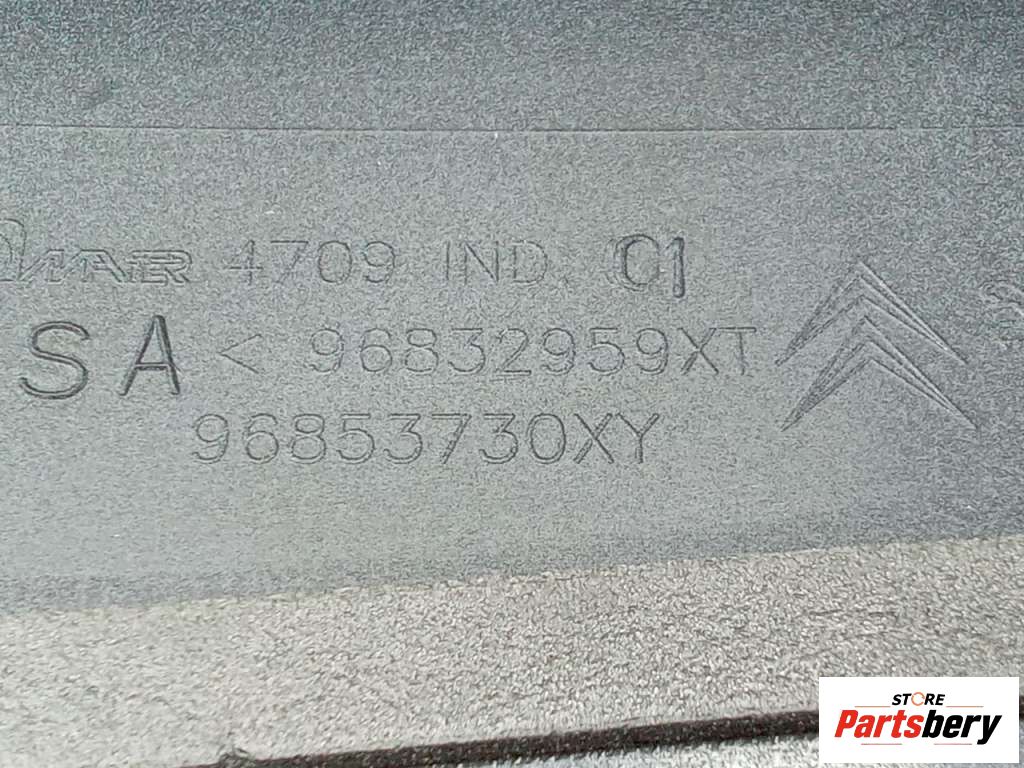 4709 IND. 01
SA < 96832959XT
96853730XY
STORE
Partsbery